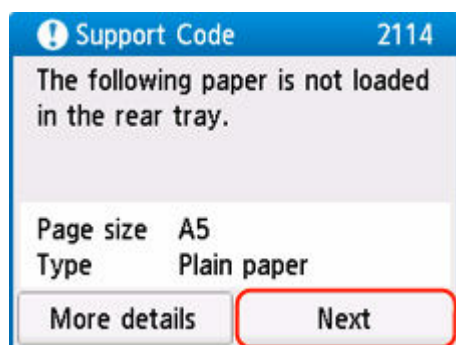 Support Code 2114
The following paper is not loaded
in the rear tray.
Page size A5
Type Plain paper
More details Next